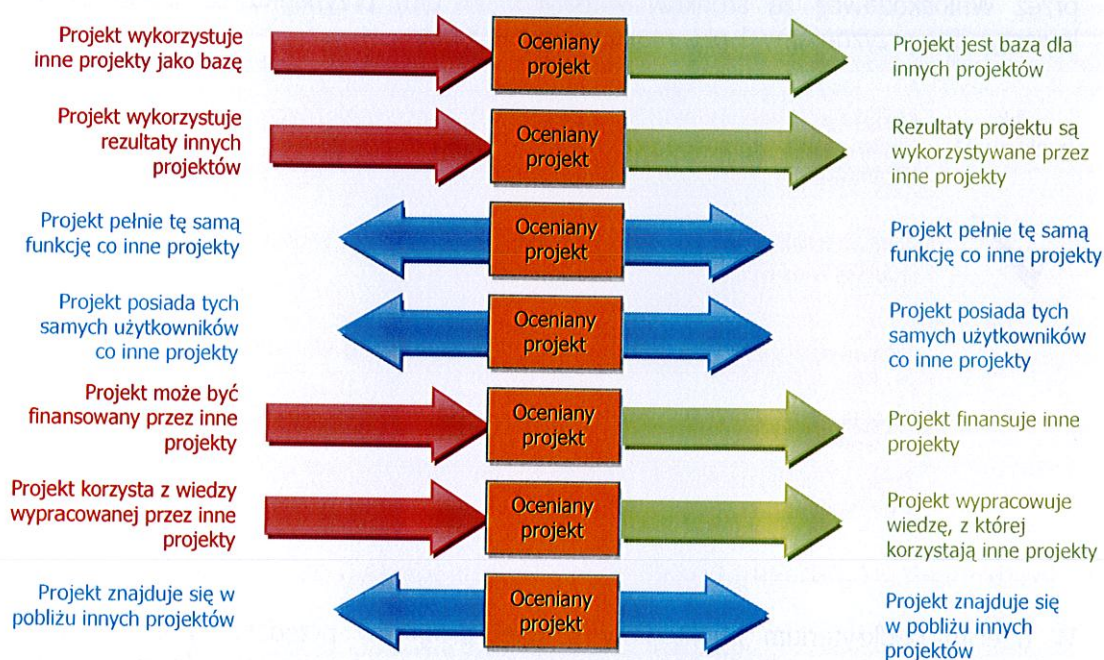 Projekt wykorzystuje
inne projekty jako bazę
Oceniany
projekt
Projekt jest bazą dla
innych projektów
Projekt wykorzystuje
rezultaty innych
projektów
Oceniany
projekt
Rezultaty projektu są
wykorzystywane przez
inne projekty
Projekt pełnie tę samą
funkcję co inne projekty
Oceniany
projekt
Projekt pełnie tę samą
funkcję co inne projekty
Projekt posiada tych
samych użytkowników
co inne projekty
Oceniany
projekt
Projekt posiada tych
samych użytkowników
co inne projekty
Projekt może być
finansowany przez inne
projekty
Oceniany
projekt
Projekt finansuje inne
projekty
Projekt korzysta z wiedzy
wypracowanej przez inne
projekty
Oceniany
projekt
Projekt wypracowuje
wiedzę, z której
korzystają inne projekty
Projekt znajduje się w
pobliżu innych projektów
Oceniany
projekt
Projekt znajduje się
w pobliżu innych
projektów